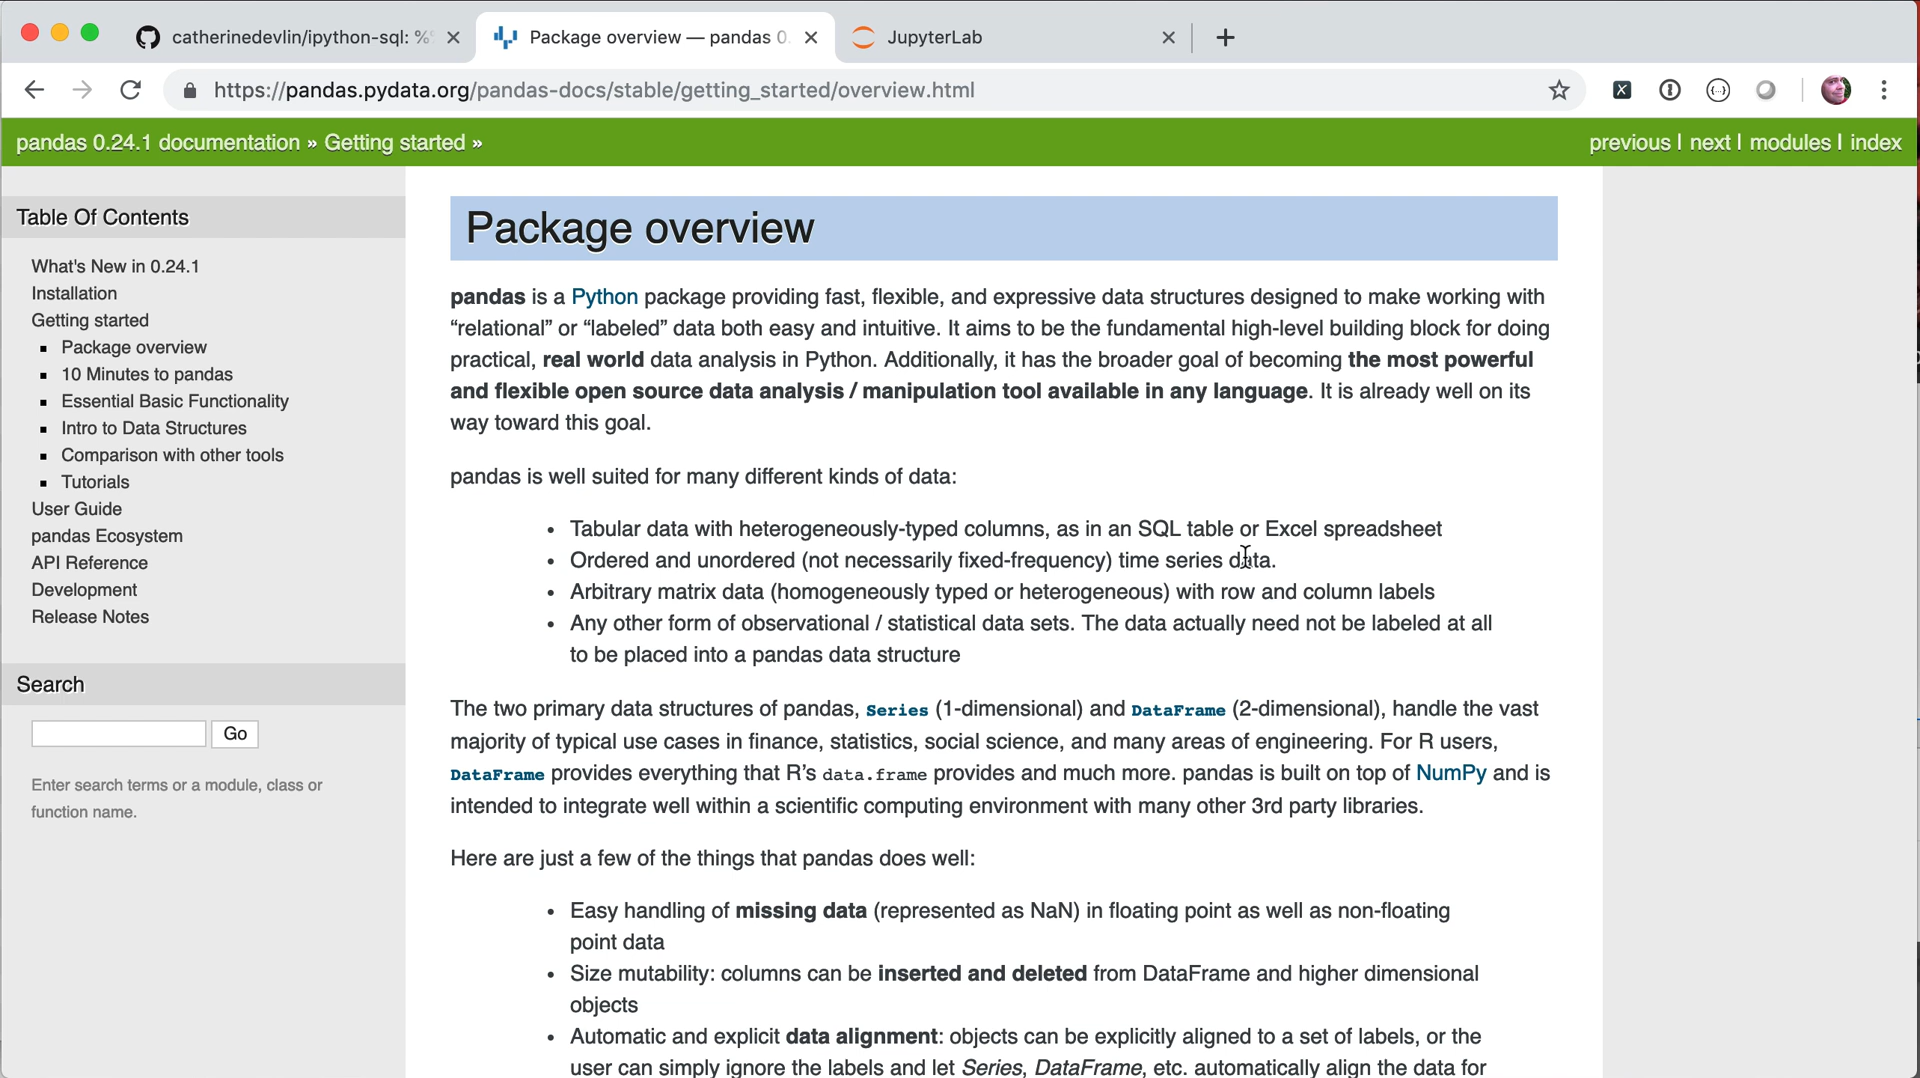 catherinedevlin/ipython-sql: %
Package overview — pandas 0.
JupyterLab
https://pandas.pydata.org/pandas-docs/stable/getting_started/overview.html
pandas 0.24.1 documentation » Getting started »
previous | next | modules | index
Table Of Contents
What's New in 0.24.1
Installation
Getting started
Package overview
10 Minutes to pandas
Essential Basic Functionality
Intro to Data Structures
Comparison with other tools
Tutorials
User Guide
pandas Ecosystem
API Reference
Development
Release Notes
Search
Go
Enter search terms or a module, class or
function name.
Package overview
pandas is a Python package providing fast, flexible, and expressive data structures designed to make working with
“relational” or “labeled” data both easy and intuitive. It aims to be the fundamental high-level building block for doing
practical, real world data analysis in Python. Additionally, it has the broader goal of becoming the most powerful
and flexible open source data analysis / manipulation tool available in any language. It is already well on its
way toward this goal.
pandas is well suited for many different kinds of data:
• Tabular data with heterogeneously-typed columns, as in an SQL table or Excel spreadsheet
• Ordered and unordered (not necessarily fixed-frequency) time series data.
• Arbitrary matrix data (homogeneously typed or heterogeneous) with row and column labels
• Any other form of observational / statistical data sets. The data actually need not be labeled at all
to be placed into a pandas data structure
The two primary data structures of pandas, Series (1-dimensional) and DataFrame (2-dimensional), handle the vast
majority of typical use cases in finance, statistics, social science, and many areas of engineering. For R users,
DataFrame provides everything that R’s data.frame provides and much more. pandas is built on top of NumPy and is
intended to integrate well within a scientific computing environment with many other 3rd party libraries.
Here are just a few of the things that pandas does well:
• Easy handling of missing data (represented as NaN) in floating point as well as non-floating
point data
• Size mutability: columns can be inserted and deleted from DataFrame and higher dimensional
objects
• Automatic and explicit data alignment: objects can be explicitly aligned to a set of labels, or the
user can simply ignore the labels and let Series, DataFrame, etc. automatically align the data for